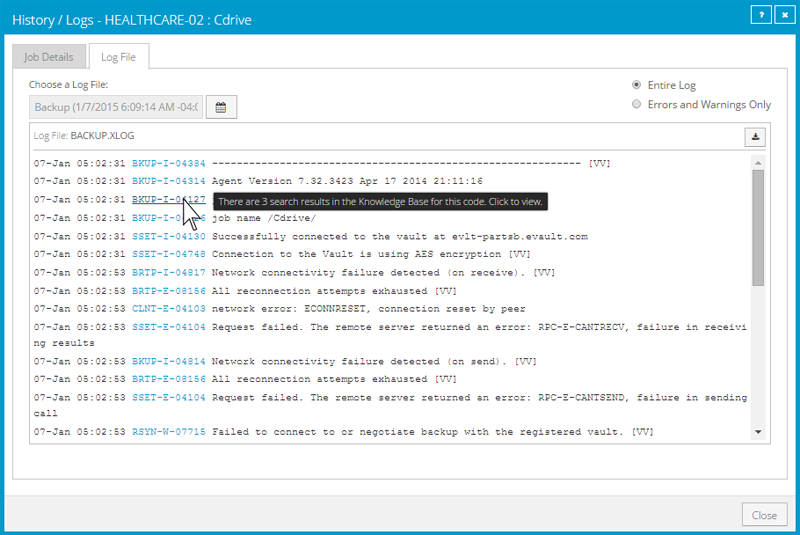 History / Logs - HEALTHCARE-02 : Cdrive
? ×
Job Details
Log File
Choose a Log File:
Backup (1/7/2015 6:09:14 AM -04:0
Entire Log
Errors and Warnings Only
Log File: BACKUP.XLOG
07-Jan 05:02:31 BKUP-I-04384 ------------------------------------------------------------ [VV]
07-Jan 05:02:31 BKUP-I-04314 Agent Version 7.32.3423 Apr 17 2014 21:11:16
07-Jan 05:02:31 BKUP-I-04127
There are 3 search results in the Knowledge Base for this code. Click to view.
07-Jan 05:02:31 job name /Cdrive/
07-Jan 05:02:31 SSET-I-04130 Successfully connected to the vault at evlt-partsb.evault.com
07-Jan 05:02:31 SSET-I-04748 Connection to the Vault is using AES encryption [VV]
07-Jan 05:02:53 BRTP-I-04817 Network connectivity failure detected (on receive). [VV]
07-Jan 05:02:53 BRTP-E-08156 All reconnection attempts exhausted [VV]
07-Jan 05:02:53 CLNT-E-04103 network error: ECONNRESET, connection reset by peer
07-Jan 05:02:53 SSET-E-04104 Request failed. The remote server returned an error: RPC-E-CANTRECV, failure in receivi
ng results
07-Jan 05:02:53 BKUP-I-04814 Network connectivity failure detected (on send). [VV]
07-Jan 05:02:53 BRTP-E-08156 All reconnection attempts exhausted [VV]
07-Jan 05:02:53 SSET-E-04104 Request failed. The remote server returned an error: RPC-E-CANTSEND, failure in sending
call
07-Jan 05:02:53 RSYN-W-07715 Failed to connect to or negotiate backup with the registered vault. [VV]
Close